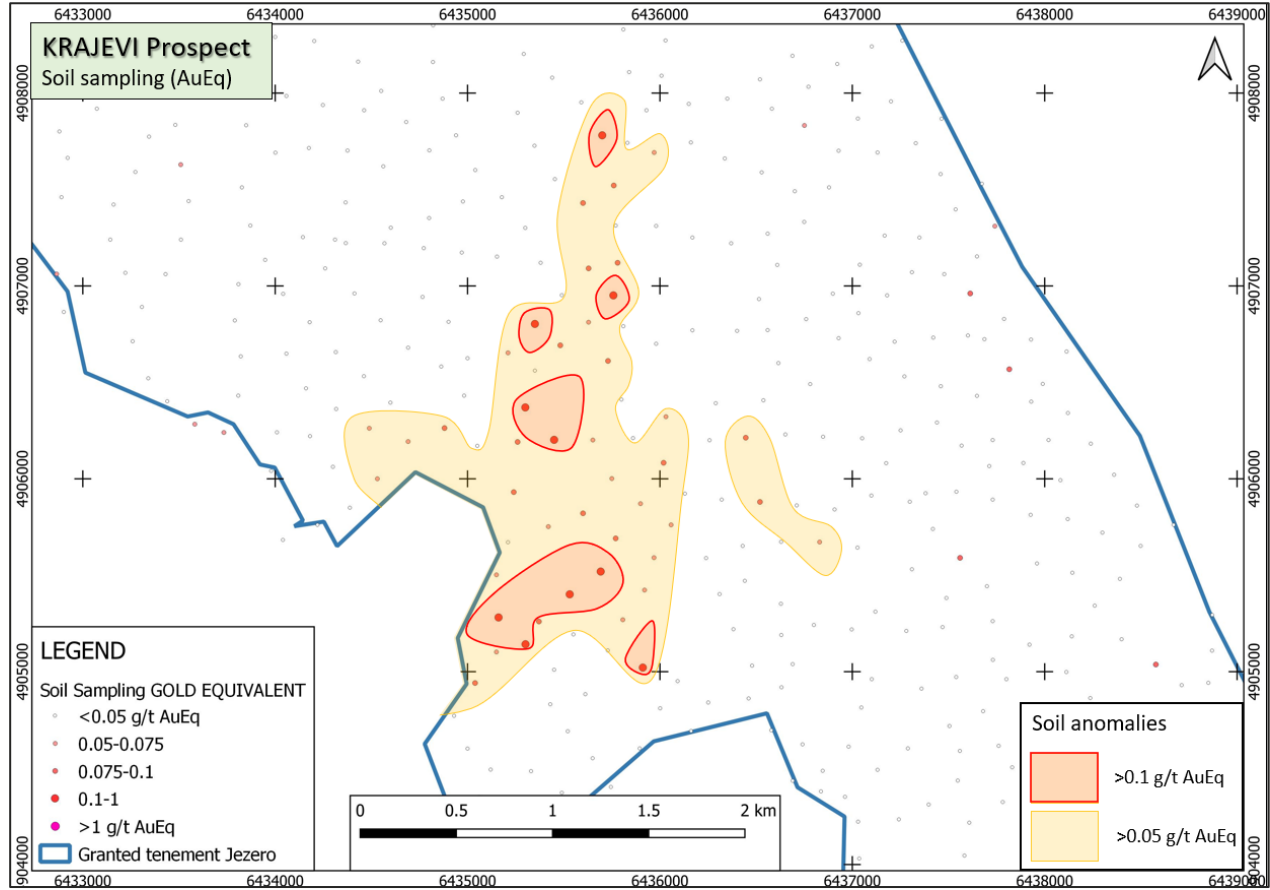 6433000 6434000 6435000 6436000 6437000 6438000 6439000
KRAJEVI Prospect
Soil sampling (AuEq)
4908000 4908000
4907000 4907000
4906000 4906000
4905000 4905000
LEGEND
Soil Sampling GOLD EQUIVALENT
<0.05 g/t AuEq
0.05-0.075
0.075-0.1
0.1-1
>1 g/t AuEq
Granted tenement Jezero
0 0.5 1 1.5 2 km
Soil anomalies
>0.1 g/t AuEq
>0.05 g/t AuEq
904000 904000
6433000 6434000 6435000 6436000 6437000 6438000 6439000